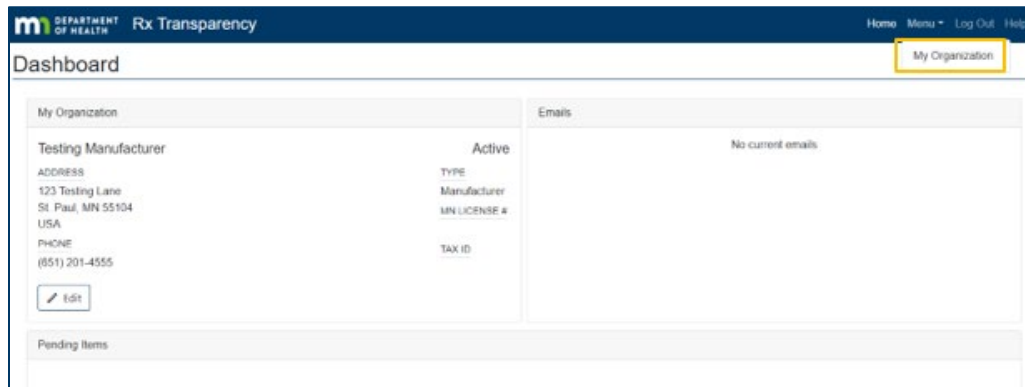 DEPARTMENT OF HEALTH Rx Transparency Home Menu Log Out Help
My Organization
Dashboard
My Organization
Emails
Testing Manufacturer Active
No current emails
ADDRESS TYPE
123 Testing Lane Manufacturer
St. Paul, MN 55104 MN LICENSE #
USA
PHONE TAX ID
(651) 201-4555
Edit
Pending Items